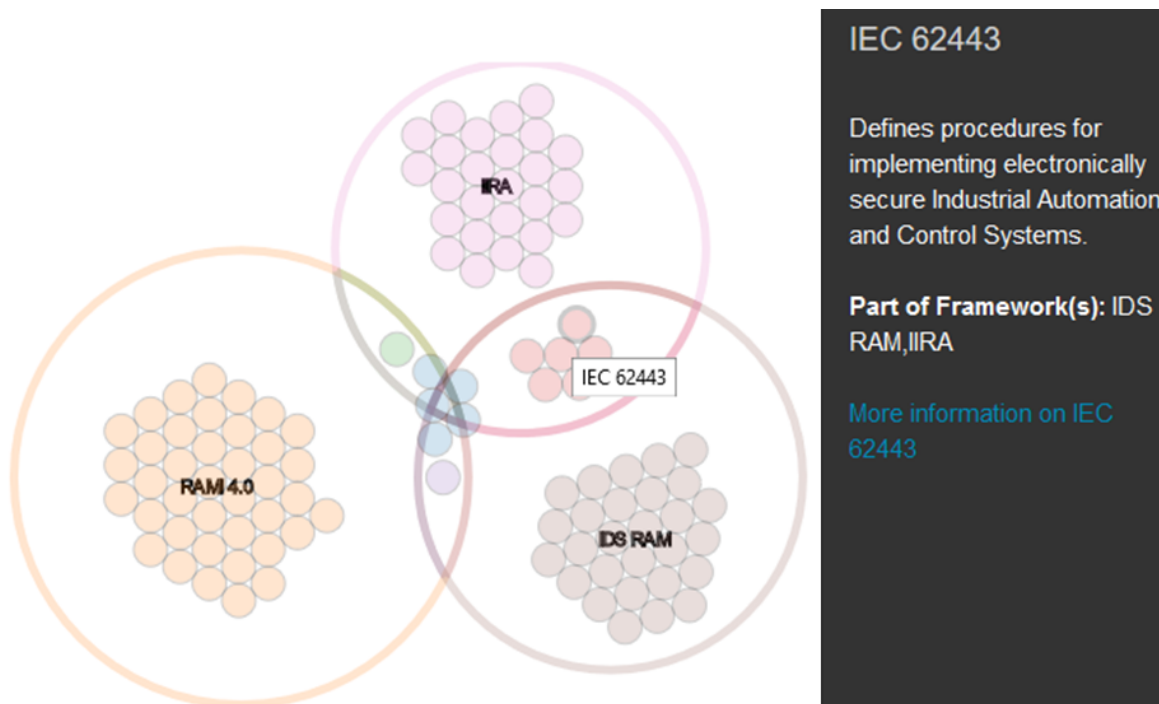 IIRA
RAMI 4.0
IDS RAM
IEC 62443
IEC 62443
Defines procedures for
implementing electronically
secure Industrial Automation
and Control Systems.
Part of Framework(s): IDS
RAM,IIRA
More information on IEC
62443